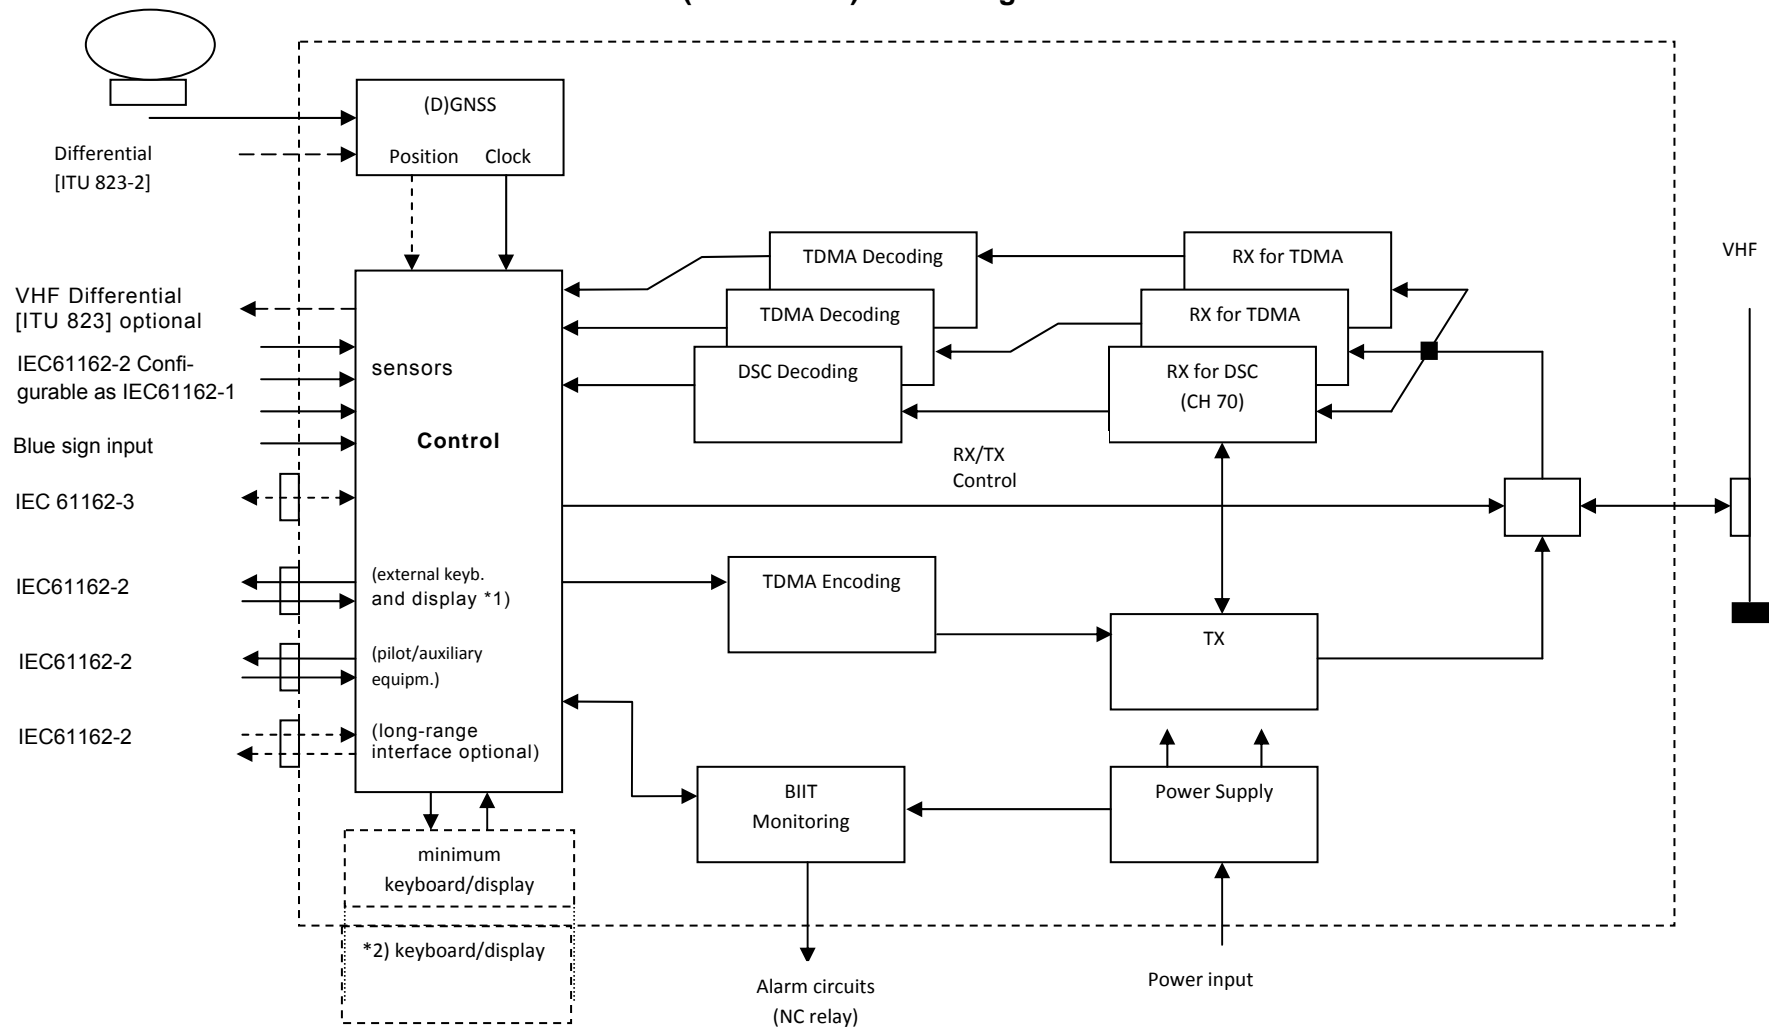 (D)GNSS
Position Clock
Differential
[ITU 823-2]
VHF Differential
[ITU 823] optional
IEC61162-2 Confi-
gurable as IEC61162-1
Blue sign input
IEC 61162-3
IEC61162-2
IEC61162-2
IEC61162-2
sensors
Control
(external keyb.
and display *1)
(pilot/auxiliary
equipm.)
(long-range
interface optional)
minimum
keyboard/display
*2) keyboard/display
TDMA Decoding
TDMA Decoding
DSC Decoding
RX for TDMA
RX for TDMA
RX for DSC
(CH 70)
RX/TX
Control
TDMA Encoding
TX
BIIT
Monitoring
Power Supply
Alarm circuits
(NC relay)
Power input
VHF